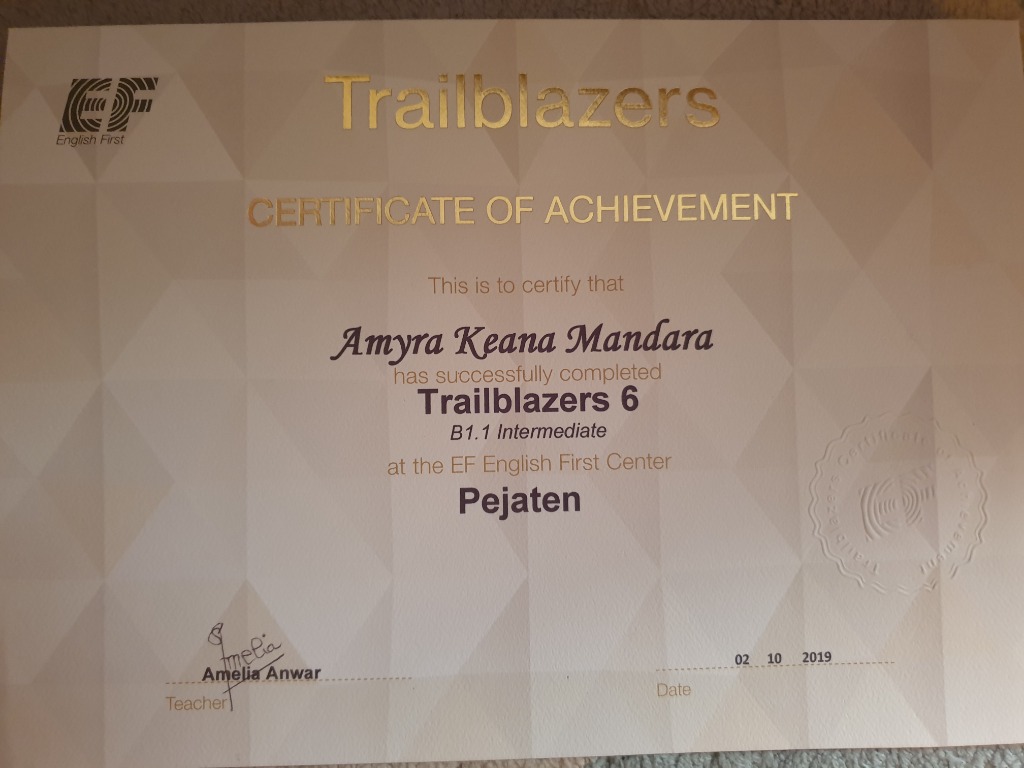 EF
English First
Trailblazers
CERTIFICATE OF ACHIEVEMENT
This is to certify that
Amyra Keana Mandara
has successfully completed
Trailblazers 6
B1.1 Intermediate
at the EF English First Center
Pejaten
Trailblazers Certificate of Achievement
EF
Amelia
Amelia Anwar
Teacher
02 10 2019
Date